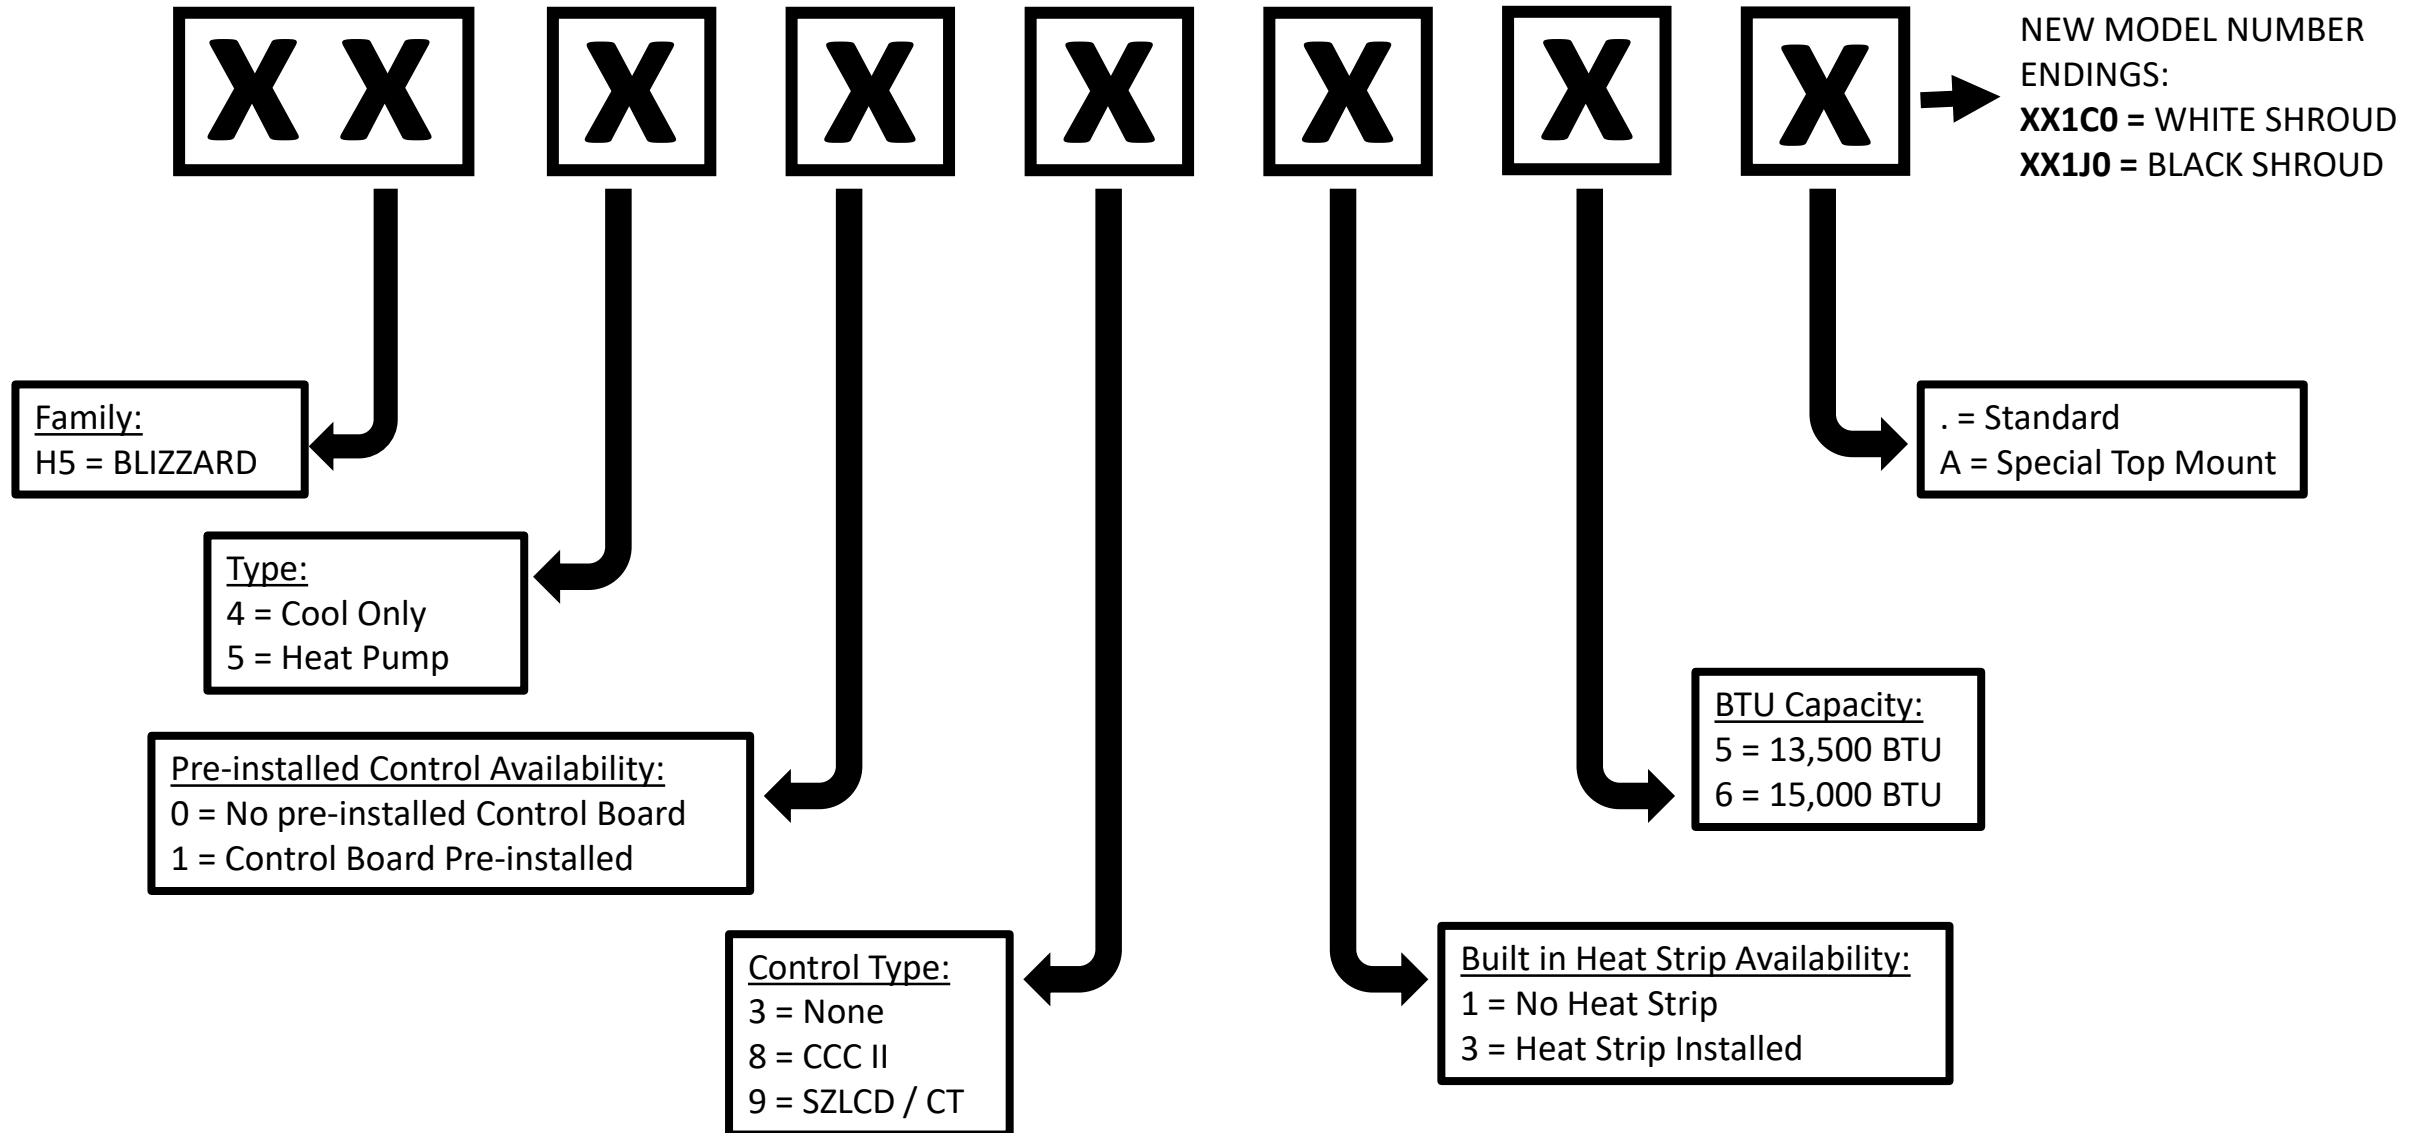 X X X X X X X X
NEW MODEL NUMBER
ENDINGS:
XX1C0 = WHITE SHROUD
XX1J0 = BLACK SHROUD
Family:
H5 = BLIZZARD
. = Standard
A = Special Top Mount
Type:
4 = Cool Only
5 = Heat Pump
BTU Capacity:
5 = 13,500 BTU
6 = 15,000 BTU
Pre-installed Control Availability:
0 = No pre-installed Control Board
1 = Control Board Pre-installed
Control Type:
3 = None
8 = CCC II
9 = SZLCD / CT
Built in Heat Strip Availability:
1 = No Heat Strip
3 = Heat Strip Installed